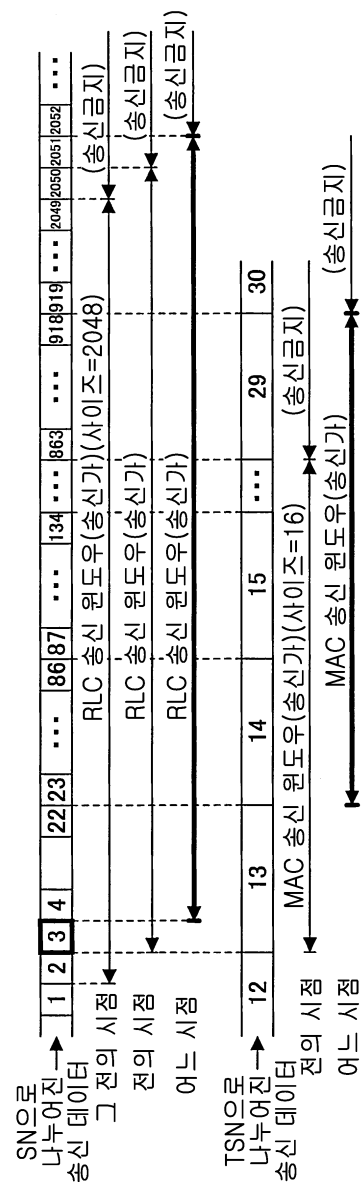 SN으로
나누어진
송신 데이터
1 2 3 4 22 23 ••• 86 87 ••• 134 ••• 863 ••• 918 919 ••• 2049 2050 2051 2052 •••
그 전의 시점 RLC 송신 윈도우(송신가)(사이즈=2048) (송신금지)
전의 시점 RLC 송신 윈도우(송신가) (송신금지)
어느 시점 RLC 송신 윈도우(송신가) (송신금지)
TSN으로
나누어진
송신 데이터
12 13 14 15 ••• 29 30
전의 시점 MAC 송신 윈도우(송신가)(사이즈=16) (송신금지)
어느 시점 MAC 송신 윈도우(송신가) (송신금지)